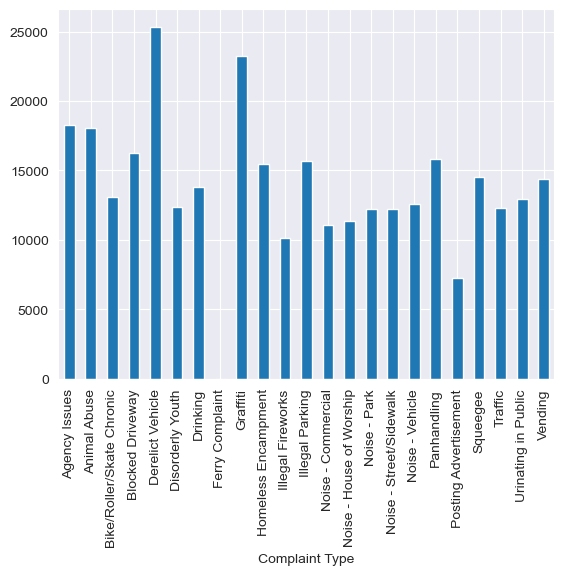 25000
20000
15000
10000
5000
0
Agency Issues
Animal Abuse
Bike/Roller/Skate Chronic
Blocked Driveway
Derelict Vehicle
Disorderly Youth
Drinking
Ferry Complaint
Graffiti
Homeless Encampment
Illegal Fireworks
Illegal Parking
Noise - Commercial
Noise - House of Worship
Noise - Park
Noise - Street/Sidewalk
Noise - Vehicle
Panhandling
Posting Advertisement
Squeegee
Traffic
Urinating in Public
Vending
Complaint Type